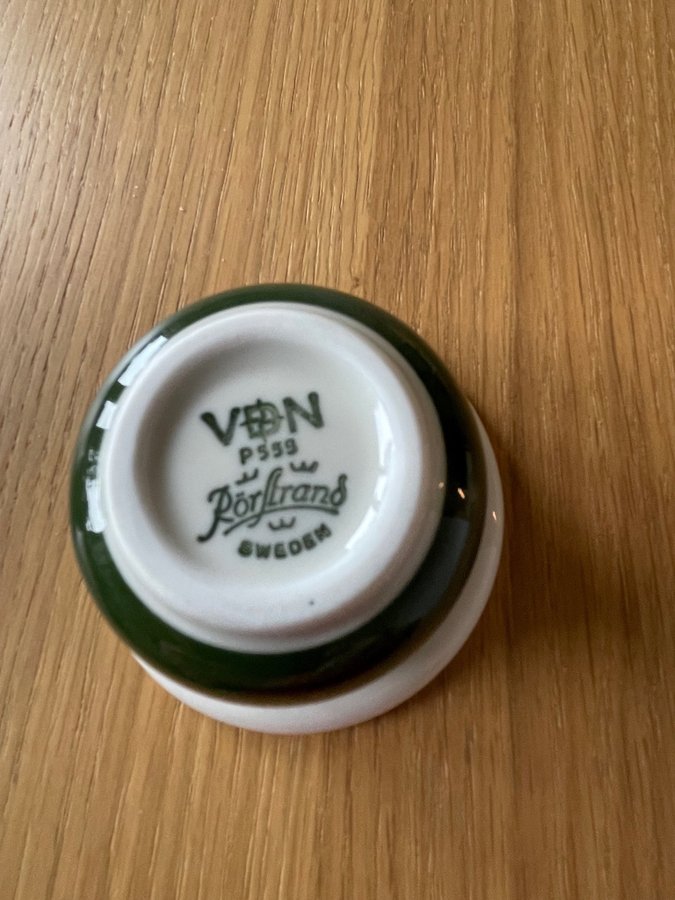 VDN
P559
Rörstrand
SWEDEN